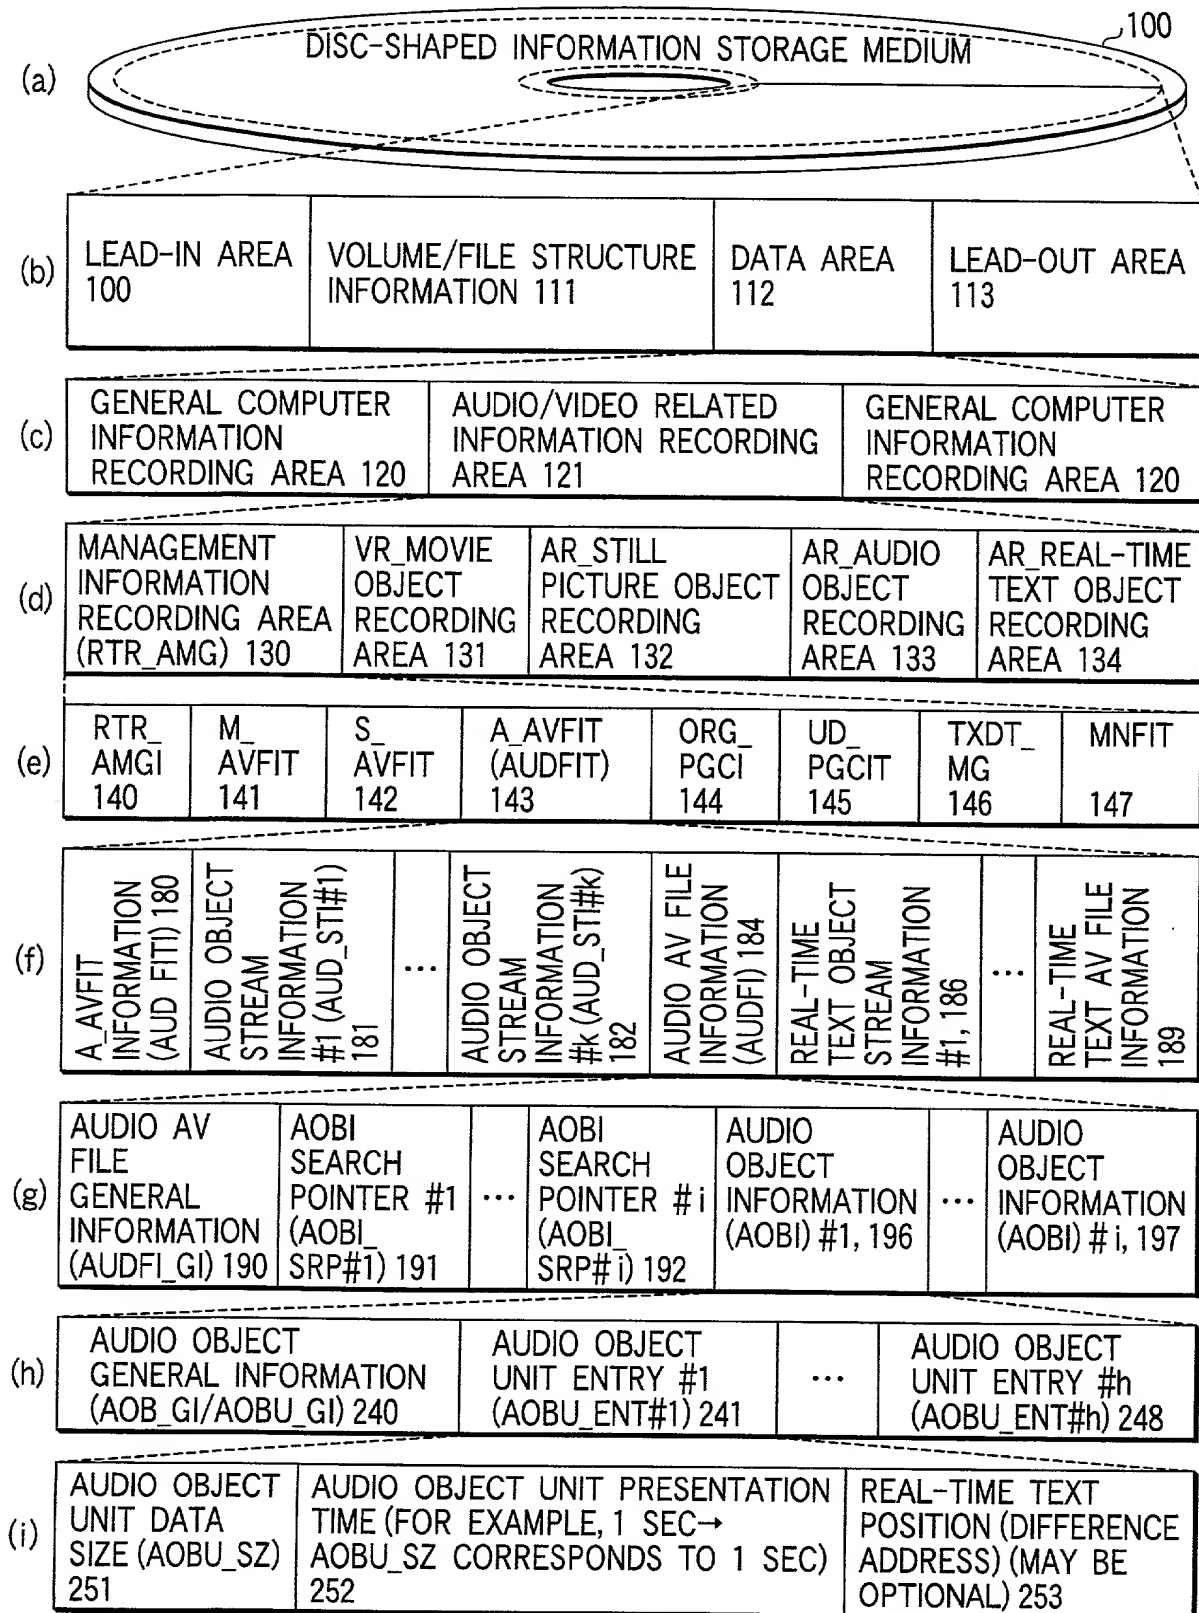 100
DISC-SHAPED INFORMATION STORAGE MEDIUM
(a)
(b)
LEAD-IN AREA
100
VOLUME/FILE STRUCTURE
INFORMATION 111
DATA AREA
112
LEAD-OUT AREA
113
(c)
GENERAL COMPUTER
INFORMATION
RECORDING AREA 120
AUDIO/VIDEO RELATED
INFORMATION RECORDING
AREA 121
GENERAL COMPUTER
INFORMATION
RECORDING AREA 120
(d)
MANAGEMENT
INFORMATION
RECORDING AREA
(RTR_AMG) 130
VR_MOVIE
OBJECT
RECORDING
AREA 131
AR_STILL
PICTURE OBJECT
RECORDING
AREA 132
AR_AUDIO
OBJECT
RECORDING
AREA 133
AR_REAL-TIME
TEXT OBJECT
RECORDING
AREA 134
(e)
RTR_
AMGI
140
M_
AVFIT
141
S_
AVFIT
142
A_AVFIT
(AUDFIT)
143
ORG_
PGCI
144
UD_
PGCIT
145
TXDT_
MG
146
MNFIT
147
(f)
A_AVFIT
INFORMATION
(AUD FITI) 180
AUDIO OBJECT
STREAM
INFORMATION
#1 (AUD_STI#1)
181
...
AUDIO OBJECT
STREAM
INFORMATION
#k (AUD_STI#k)
182
AUDIO AV FILE
INFORMATION
(AUDFI) 184
REAL-TIME
TEXT OBJECT
STREAM
INFORMATION
#1, 186
...
REAL-TIME
TEXT AV FILE
INFORMATION
189
(g)
AUDIO AV
FILE
GENERAL
INFORMATION
(AUDFI_GI) 190
AOBI
SEARCH
POINTER #1
(AOBI_
SRP#1) 191
...
AOBI
SEARCH
POINTER #i
(AOBI_
SRP#i) 192
AUDIO
OBJECT
INFORMATION
(AOBI) #1, 196
...
AUDIO
OBJECT
INFORMATION
(AOBI) #i, 197
(h)
AUDIO OBJECT
GENERAL INFORMATION
(AOB_GI/AOBU_GI) 240
AUDIO OBJECT
UNIT ENTRY #1
(AOBU_ENT#1) 241
...
AUDIO OBJECT
UNIT ENTRY #h
(AOBU_ENT#h) 248
(i)
AUDIO OBJECT
UNIT DATA
SIZE (AOBU_SZ)
251
AUDIO OBJECT UNIT PRESENTATION
TIME (FOR EXAMPLE, 1 SEC→
AOBU_SZ CORRESPONDS TO 1 SEC)
252
REAL-TIME TEXT
POSITION (DIFFERENCE
ADDRESS) (MAY BE
OPTIONAL) 253